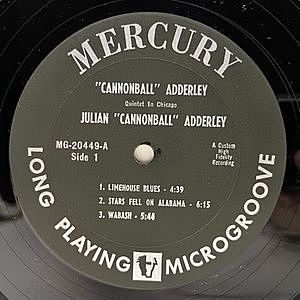 MERCURY
"CANNONBALL" ADDERLEY
Quintet In Chicago
JULIAN "CANNONBALL" ADDERLEY
MG-20449-A
Side 1
A Custom
High
Fidelity
Recording
1. LIMEHOUSE BLUES - 4:39
2. STARS FELL ON ALABAMA - 6:15
3. WABASH - 5:40
LONG PLAYING MICROGROOVE